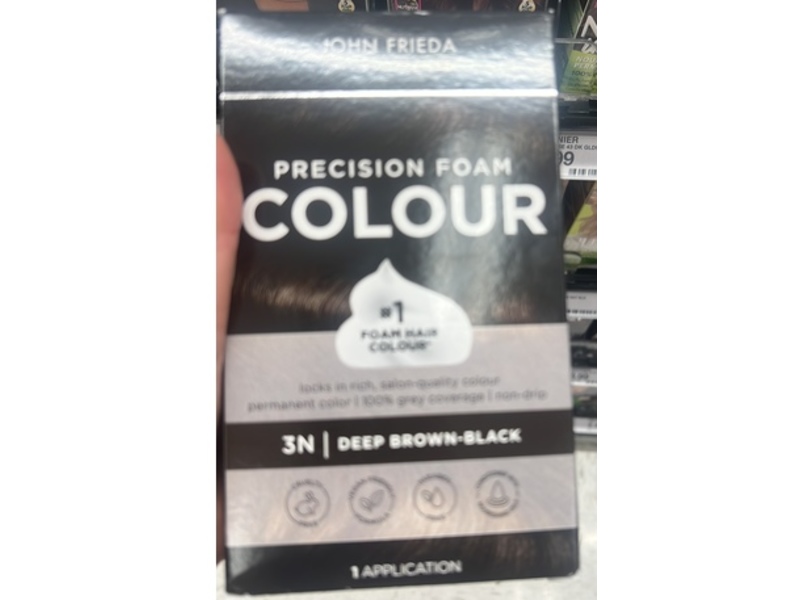 JOHN FRIEDA
PRECISION FOAM
COLOUR
#1
FOAM HAIR
COLOUR*
locks in rich, salon-quality colour
permanent color | 100% grey coverage | non-drip
3N | DEEP BROWN-BLACK
1 APPLICATION